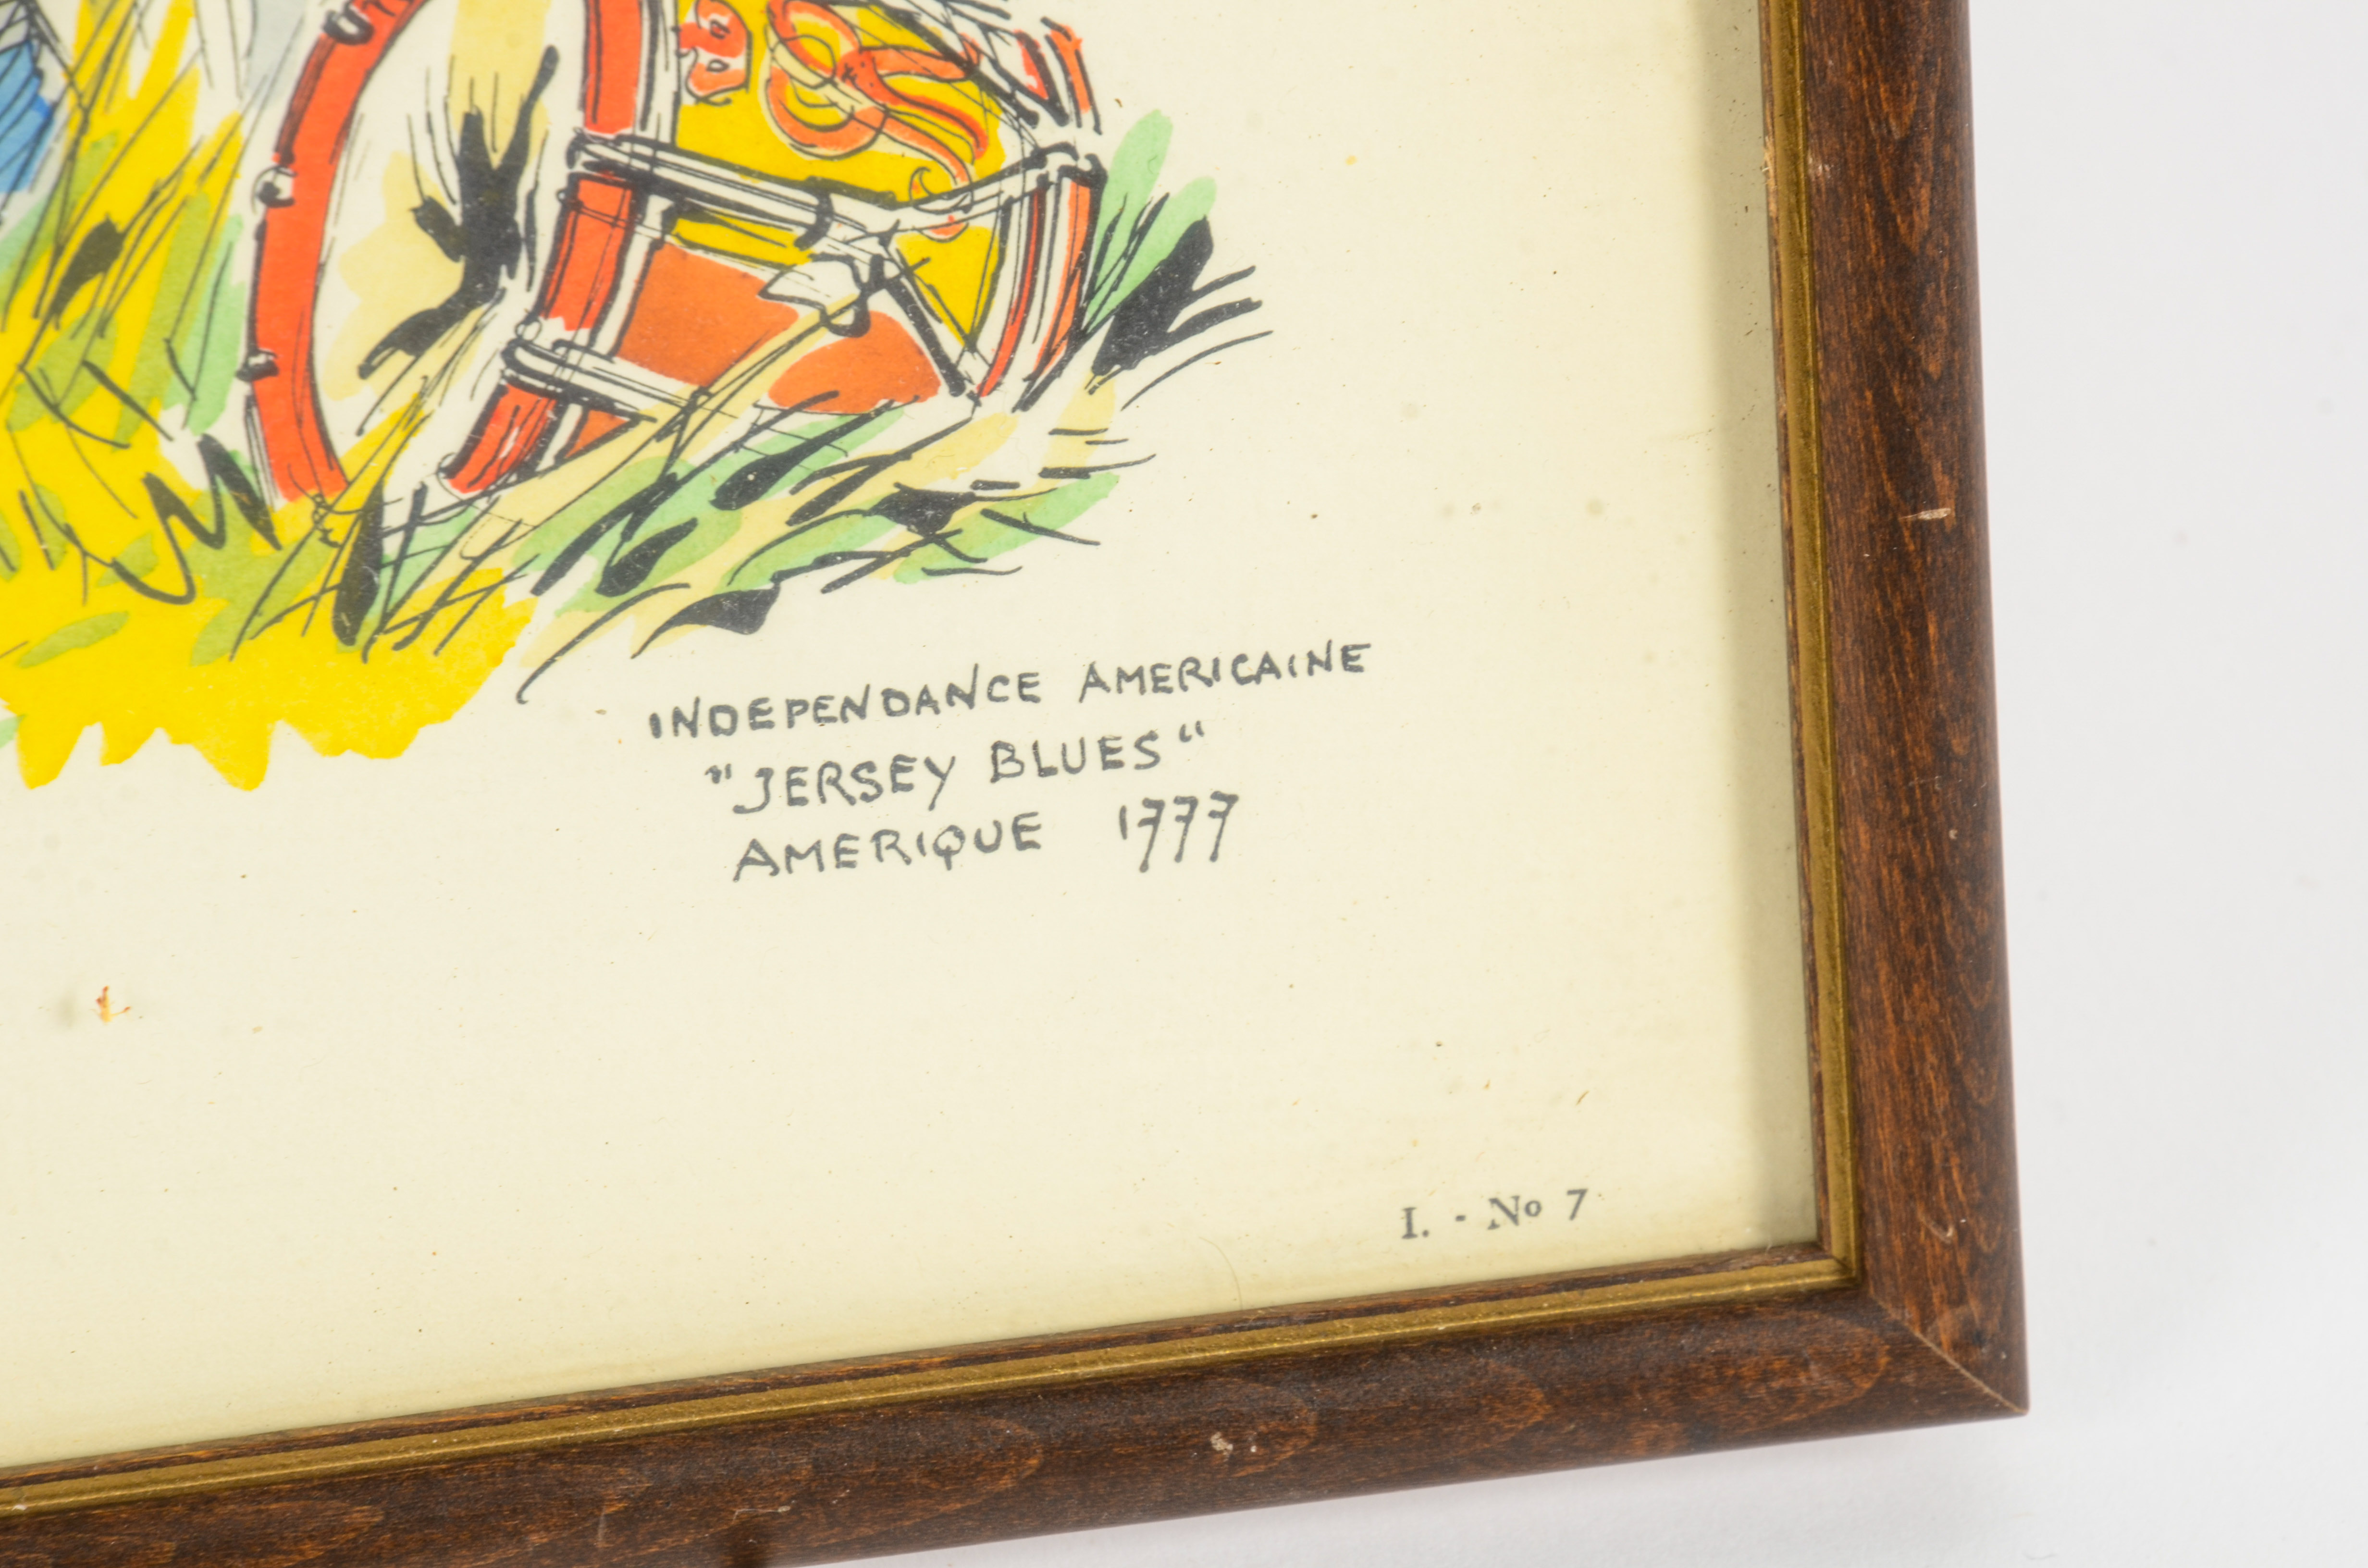 INDEPENDANCE AMERICAINE
"JERSEY BLUES"
AMERIQUE 1777
I. - No 7